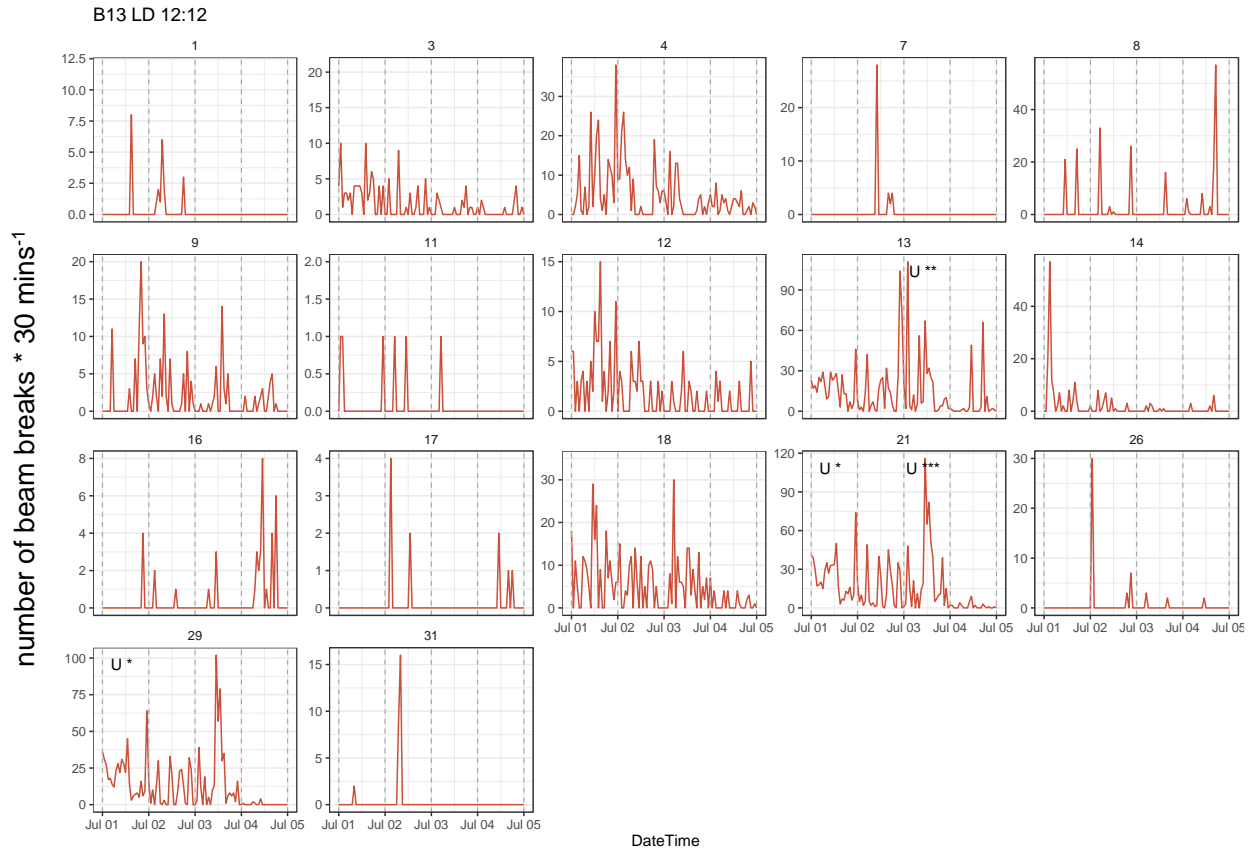 B13 LD 12:12
1 3 4 7 8
12.5 10.0 7.5 5.0 2.5 0.0
20 15 10 5 0
30 20 10 0
20 10 0
40 20 0
9 11 12 13 14
20 15 10 5 0
2.0 1.5 1.0 0.5 0.0
15 10 5 0
90 60 30 0
U **
40 20 0
16 17 18 21 26
8 6 4 2 0
4 3 2 1 0
30 20 10 0
120 90 60 30 0
U * U ***
30 20 10 0
29 31
100 75 50 25 0
U *
15 10 5 0
Jul 01 Jul 02 Jul 03 Jul 04 Jul 05
Jul 01 Jul 02 Jul 03 Jul 04 Jul 05
Jul 01 Jul 02 Jul 03 Jul 04 Jul 05
Jul 01 Jul 02 Jul 03 Jul 04 Jul 05
Jul 01 Jul 02 Jul 03 Jul 04 Jul 05
number of beam breaks * 30 mins-1
DateTime